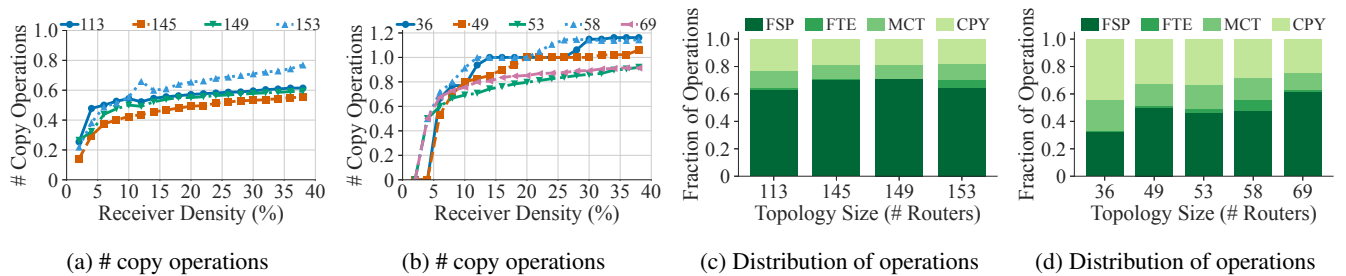 113 145 149 153
# Copy Operations
1.0
0.8
0.6
0.4
0.2
0
0 5 10 15 20 25 30 35 40
Receiver Density (%)
(a) # copy operations
36 49 53 58 69
# Copy Operations
1.2
1.0
0.8
0.6
0.4
0.2
0
0 5 10 15 20 25 30 35 40
Receiver Density (%)
(b) # copy operations
FSP FTE MCT CPY
Fraction of Operations
1.0
0.8
0.6
0.4
0.2
0
113 145 149 153
Topology Size (# Routers)
(c) Distribution of operations
FSP FTE MCT CPY
Fraction of Operations
1.0
0.8
0.6
0.4
0.2
0
36 49 53 58 69
Topology Size (# Routers)
(d) Distribution of operations